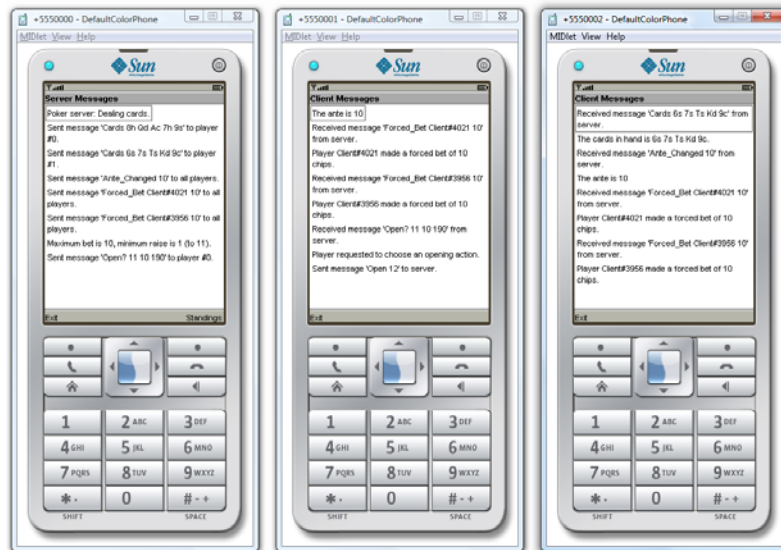 +5550000 - DefaultColorPhone
MIDlet View Help
Sun
Server Messages
Poker server: Dealing cards.
Sent message 'Cards 8h Qd Ac 7h 9s' to player
#0.
Sent message 'Cards 6s 7s Ts Kd 9c' to player
#1.
Sent message 'Ante_Changed 10' to all players.
Sent message 'Forced_Bet Client#4021 10' to all
players.
Sent message 'Forced_Bet Client#3956 10' to all
players.
Maximum bet is 10, minimum raise is 1 (to 11).
Sent message 'Open? 11 10 190' to player #0.
Exit Standings
1 2 ABC 3 DEF
4 GHI 5 JKL 6 MNO
7 PQRS 8 TUV 9 WXYZ
* . 0 # - +
SHIFT SPACE
+5550001 - DefaultColorPhone
MIDlet View Help
Sun
Client Messages
The ante is 10
Received message 'Forced_Bet Client#4021 10'
from server.
Player Client#4021 made a forced bet of 10
chips.
Received message 'Forced_Bet Client#3956 10'
from server.
Player Client#3956 made a forced bet of 10
chips.
Received message 'Open? 11 10 190' from
server.
Player requested to choose an opening action.
Sent message 'Open 12' to server.
Exit
1 2 ABC 3 DEF
4 GHI 5 JKL 6 MNO
7 PQRS 8 TUV 9 WXYZ
* . 0 # - +
SHIFT SPACE
+5550002 - DefaultColorPhone
MIDlet View Help
Sun
Client Messages
Received message 'Cards 6s 7s Ts Kd 9c' from
server.
The cards in hand is 6s 7s Ts Kd 9c.
Received message 'Ante_Changed 10' from
server.
The ante is 10
Received message 'Forced_Bet Client#4021 10'
from server.
Player Client#4021 made a forced bet of 10
chips.
Received message 'Forced_Bet Client#3956 10'
from server.
Player Client#3956 made a forced bet of 10
chips.
Exit
1 2 ABC 3 DEF
4 GHI 5 JKL 6 MNO
7 PQRS 8 TUV 9 WXYZ
* . 0 # - +
SHIFT SPACE